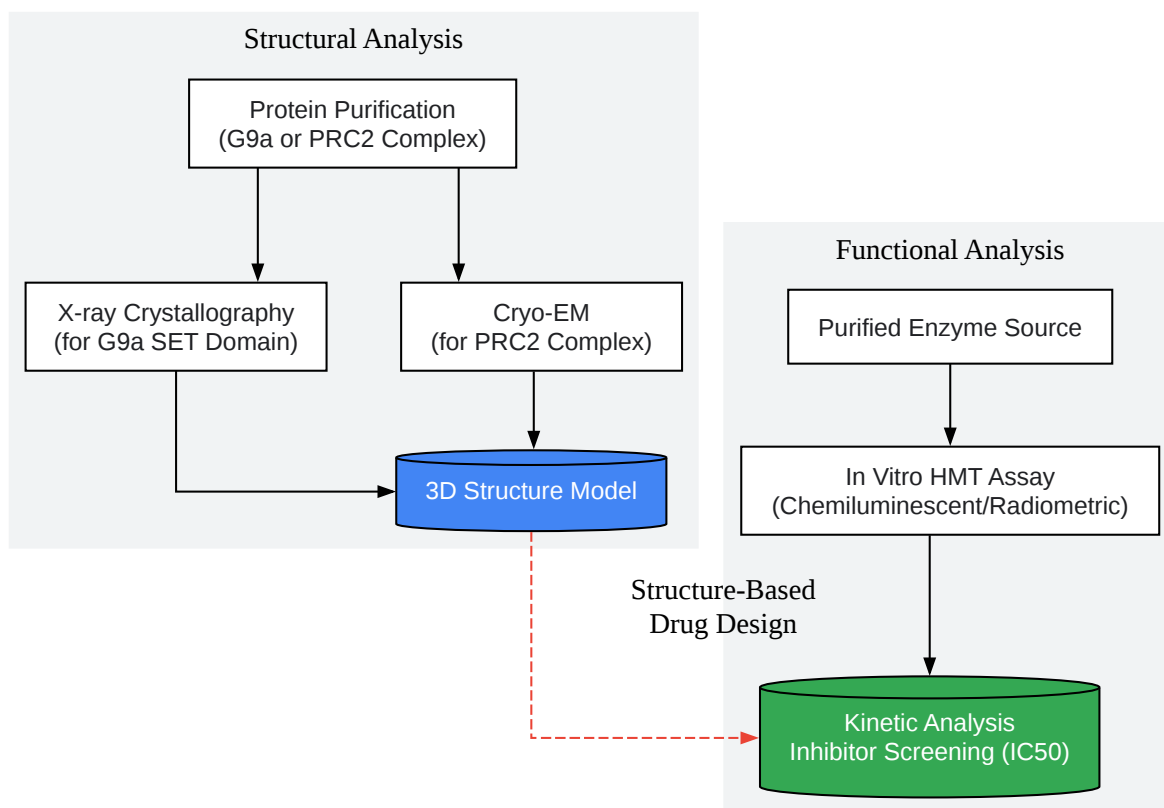 Structural Analysis
Protein Purification
(G9a or PRC2 Complex)
X-ray Crystallography
(for G9a SET Domain)
Cryo-EM
(for PRC2 Complex)
3D Structure Model
Functional Analysis
Purified Enzyme Source
In Vitro HMT Assay
(Chemiluminescent/Radiometric)
Structure-Based
Drug Design
Kinetic Analysis
Inhibitor Screening (IC50)